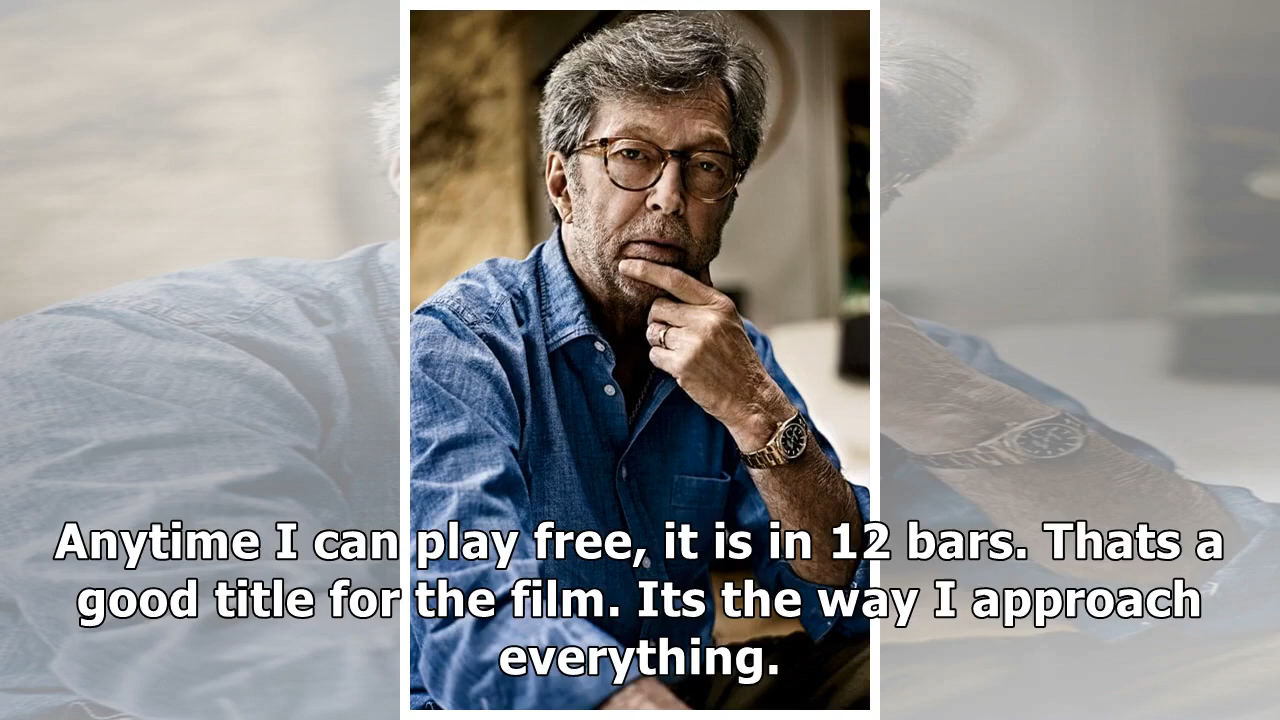 Anytime I can play free, it is in 12 bars. Thats a
good title for the film. Its the way I approach
everything.